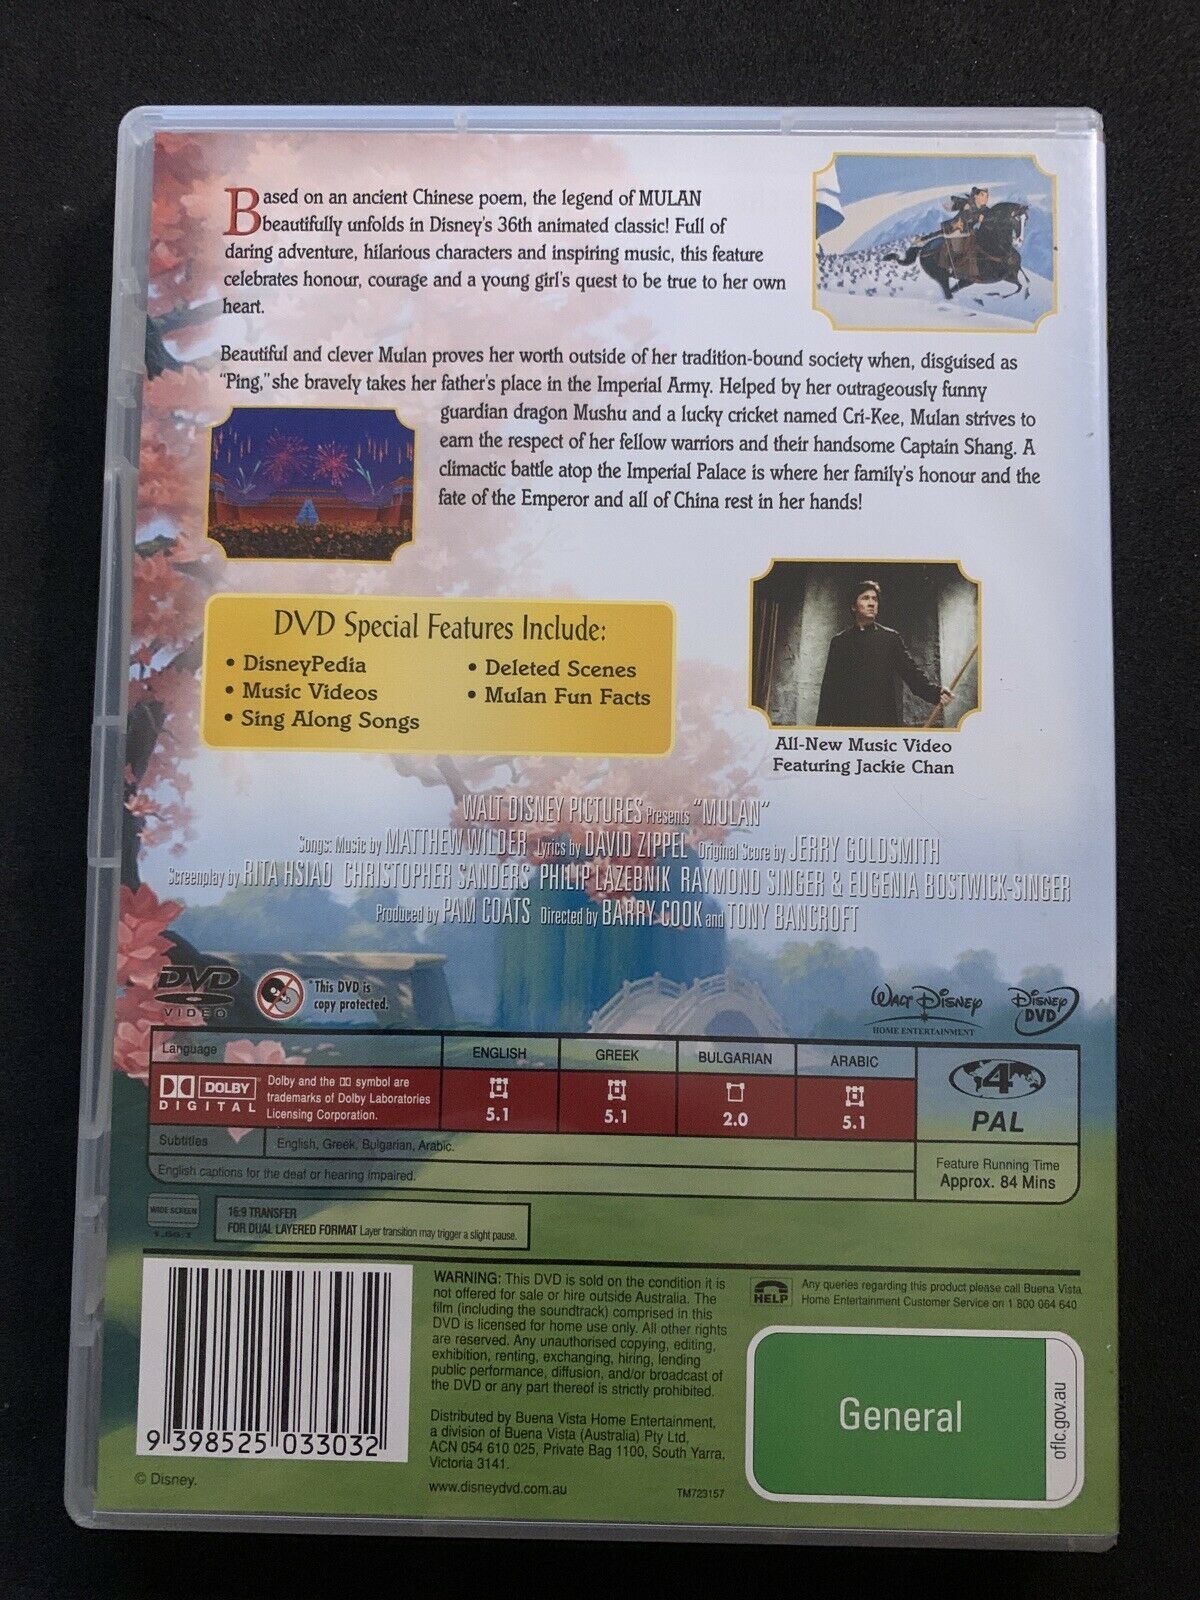 Based on an ancient Chinese poem, the legend of MULAN
beautifully unfolds in Disney's 36th animated classic! Full of
daring adventure, hilarious characters and inspiring music, this feature
celebrates honour, courage and a young girl's quest to be true to her own
heart.
Beautiful and clever Mulan proves her worth outside of her tradition-bound society when, disguised as
"Ping," she bravely takes her father's place in the Imperial Army. Helped by her outrageously funny
guardian dragon Mushu and a lucky cricket named Cri-Kee, Mulan strives to
earn the respect of her fellow warriors and their handsome Captain Shang. A
climactic battle atop the Imperial Palace is where her family's honour and the
fate of the Emperor and all of China rest in her hands!
DVD Special Features Include:
• DisneyPedia
• Music Videos
• Sing Along Songs
• Deleted Scenes
• Mulan Fun Facts
All-New Music Video
Featuring Jackie Chan
WALT DISNEY PICTURES Presents "MULAN"
Songs: Music by MATTHEW WILDER Lyrics by DAVID ZIPPEL Original Score by JERRY GOLDSMITH
Screenplay by RITA HSIAO CHRISTOPHER SANDERS PHILIP LAZEBNIK RAYMOND SINGER & EUGENIA BOSTWICK-SINGER
Produced by PAM COATS Directed by BARRY COOK and TONY BANCROFT
DVD
VIDEO
"This DVD is
copy protected.
WALT DISNEY
HOME ENTERTAINMENT
DISNEY
DVD
Language
ENGLISH
GREEK
BULGARIAN
ARABIC
DOLBY
DIGITAL
Dolby and the DD symbol are
trademarks of Dolby Laboratories
Licensing Corporation.
5.1
5.1
2.0
5.1
4
PAL
Subtitles
English, Greek, Bulgarian, Arabic.
English captions for the deaf or hearing impaired.
Feature Running Time
Approx. 84 Mins
WIDE SCREEN
1.66:1
16:9 TRANSFER
FOR DUAL LAYERED FORMAT Layer transition may trigger a slight pause.
9 398525 033032
© Disney.
WARNING: This DVD is sold on the condition it is
not offered for sale or hire outside Australia. The
film (including the soundtrack) comprised in this
DVD is licensed for home use only. All other rights
are reserved. Any unauthorised copying, editing,
exhibition, renting, exchanging, hiring, lending
public performance, diffusion, and/or broadcast of
the DVD or any part thereof is strictly prohibited.
Distributed by Buena Vista Home Entertainment,
a division of Buena Vista (Australia) Pty Ltd,
ACN 054 610 025, Private Bag 1100, South Yarra,
Victoria 3141.
www.disneydvd.com.au
TM723157
HELP
Any queries regarding this product please call Buena Vista
Home Entertainment Customer Service on 1 800 064 640
General
oflc.gov.au